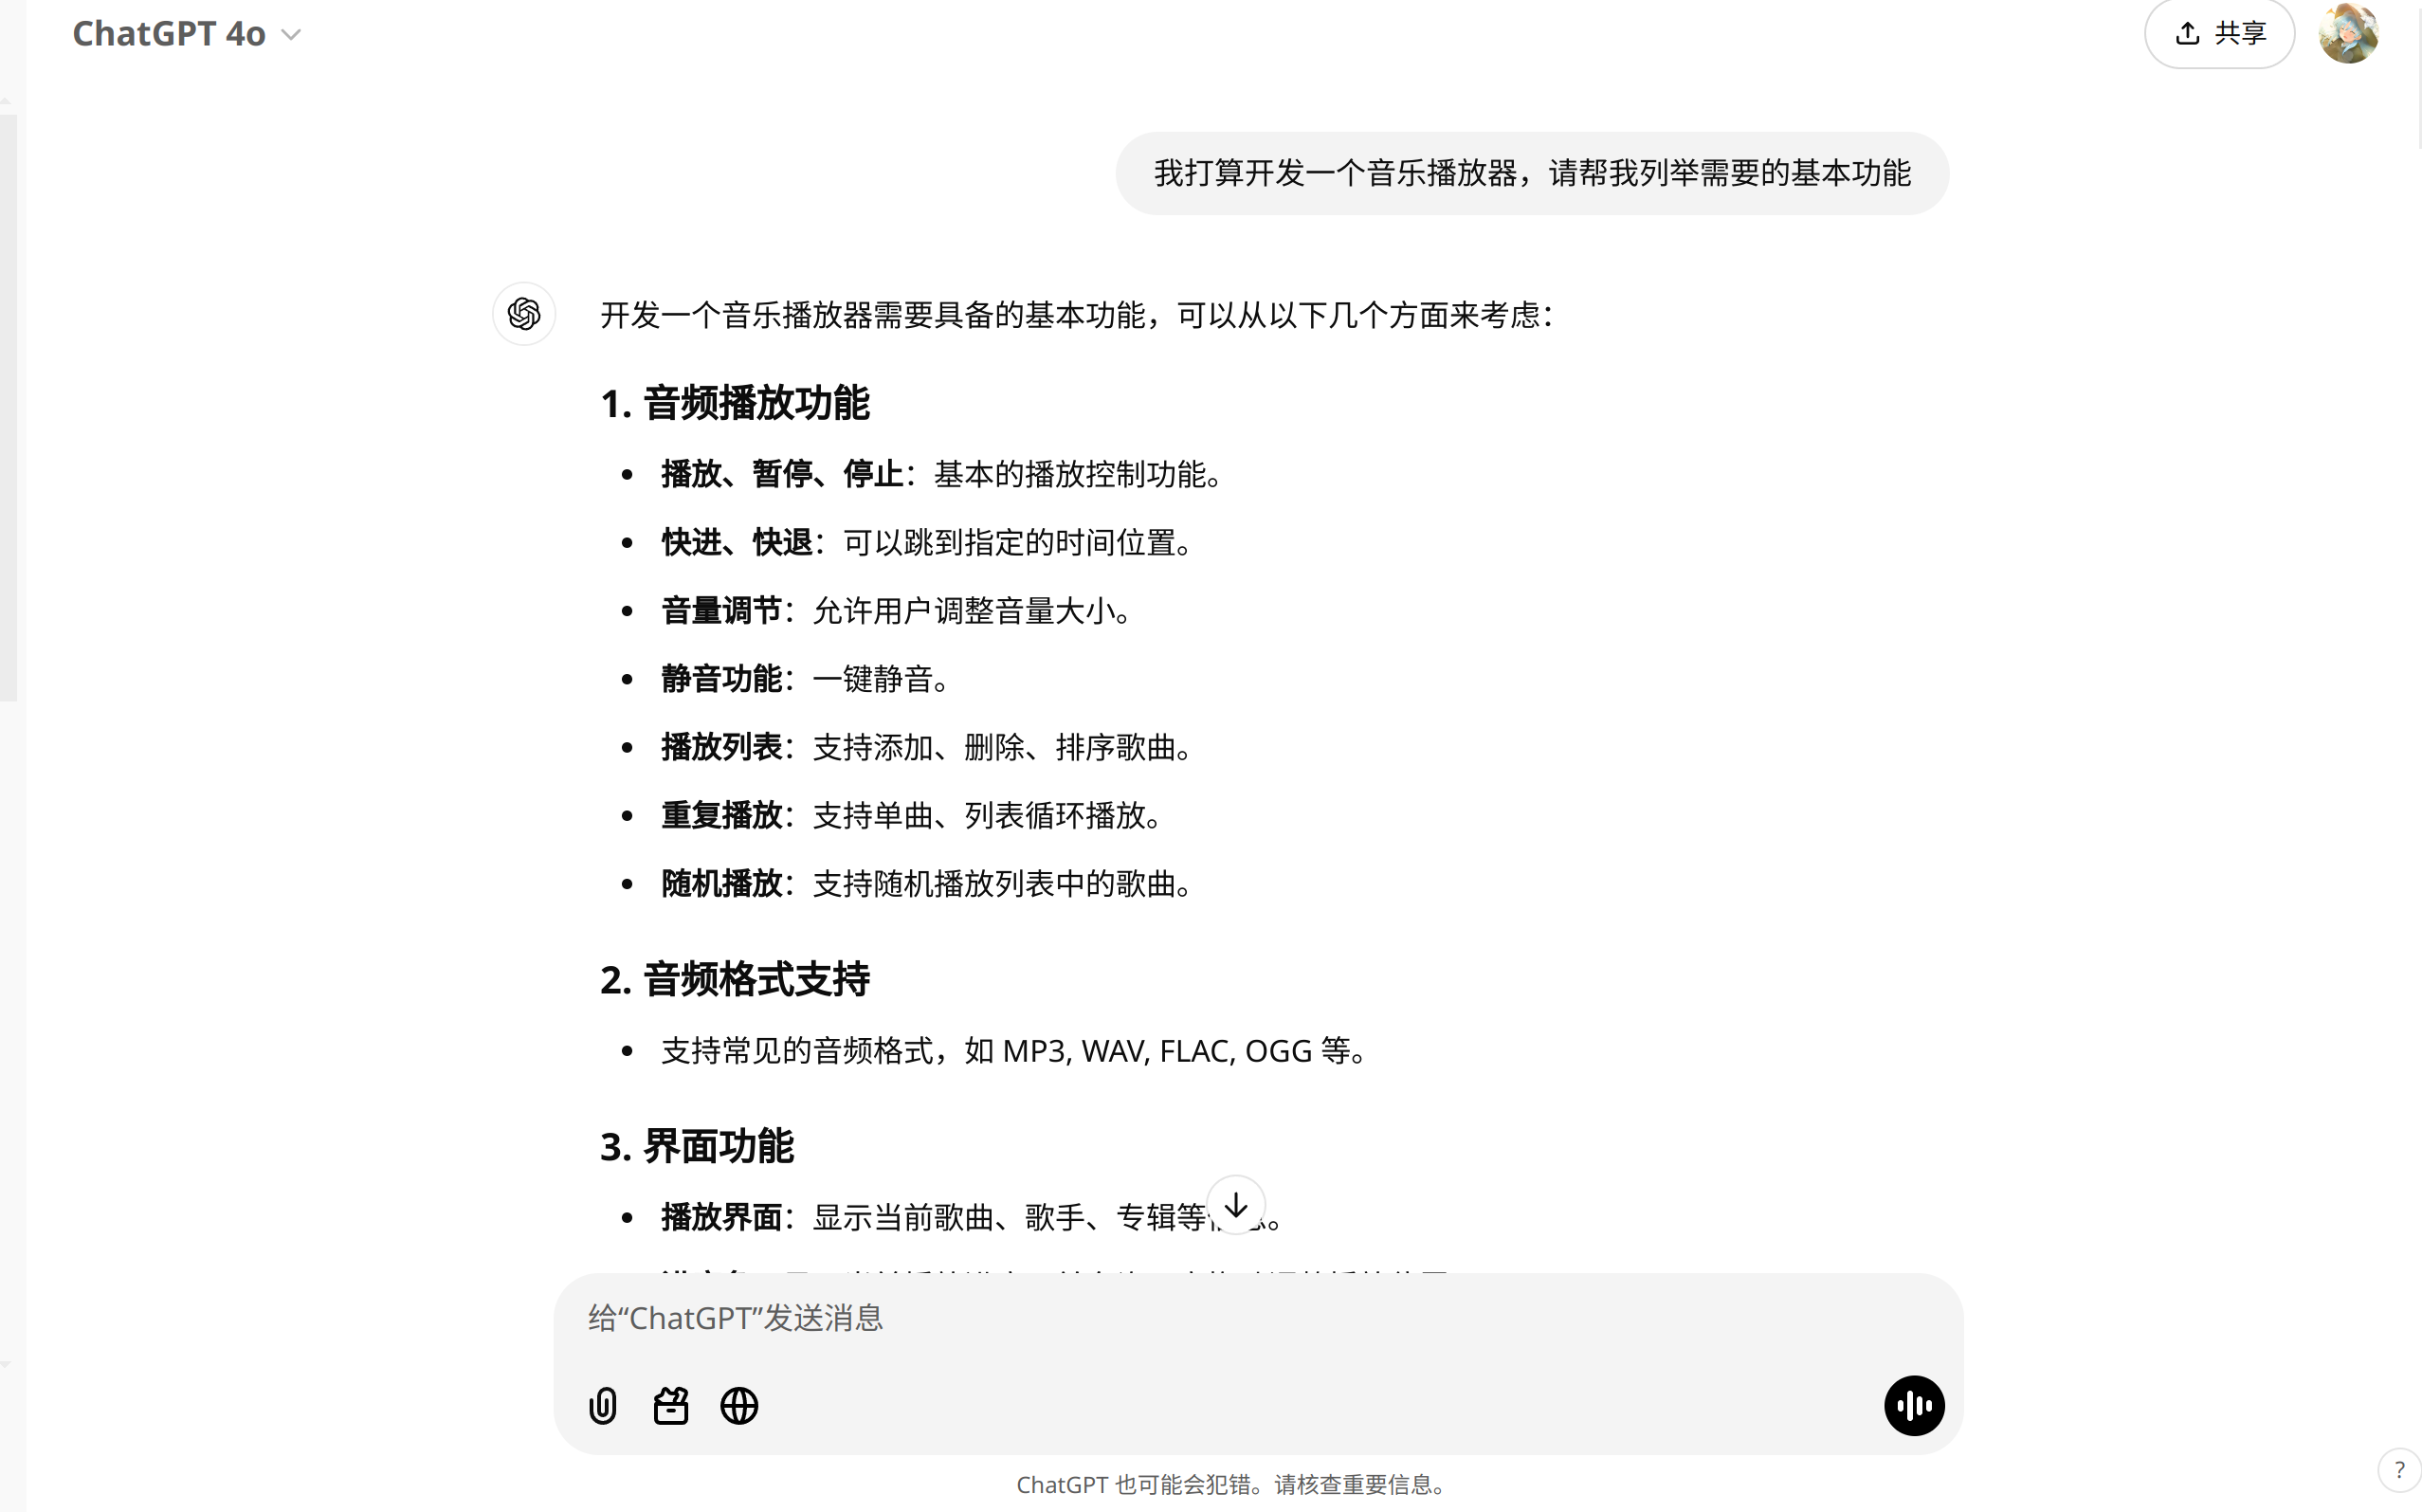 ChatGPT 4o
共享
我打算开发一个音乐播放器，请帮我列举需要的基本功能
开发一个音乐播放器需要具备的基本功能，可以从以下几个方面来考虑：
1. 音频播放功能
播放、暂停、停止：基本的播放控制功能。
快进、快退：可以跳到指定的时间位置。
音量调节：允许用户调整音量大小。
静音功能：一键静音。
播放列表：支持添加、删除、排序歌曲。
重复播放：支持单曲、列表循环播放。
随机播放：支持随机播放列表中的歌曲。
2. 音频格式支持
支持常见的音频格式，如 MP3, WAV, FLAC, OGG 等。
3. 界面功能
播放界面：显示当前歌曲、歌手、专辑等。
给“ChatGPT”发送消息
ChatGPT 也可能会犯错。请核查重要信息。
?